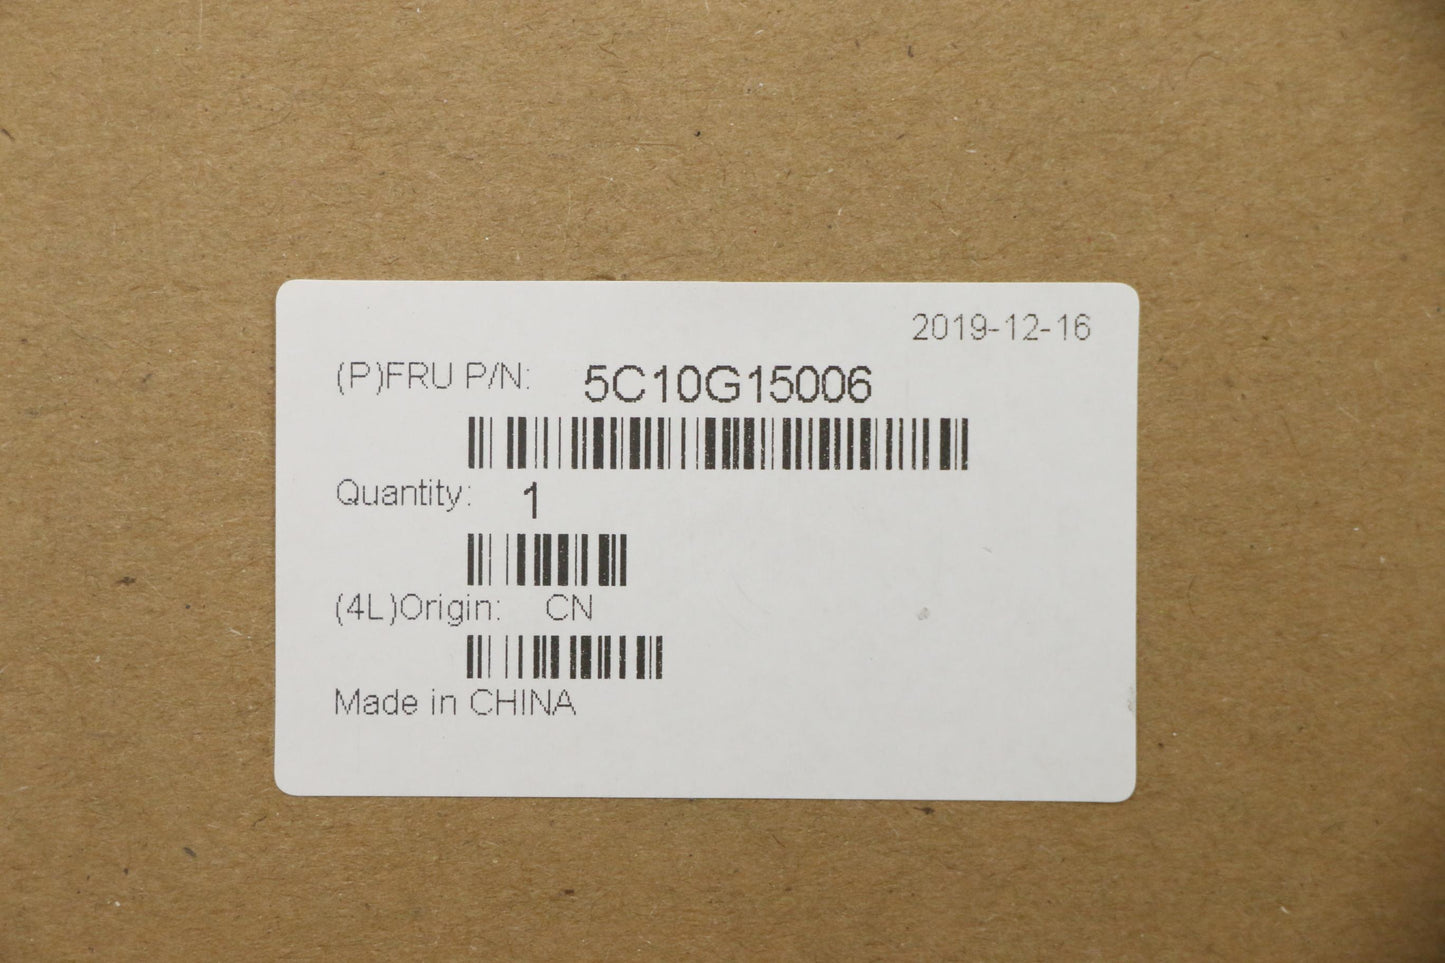 2019-12-16
(P)FRU P/N: 5C10G15006
Quantity: 1
(4L)Origin: CN
Made in CHINA